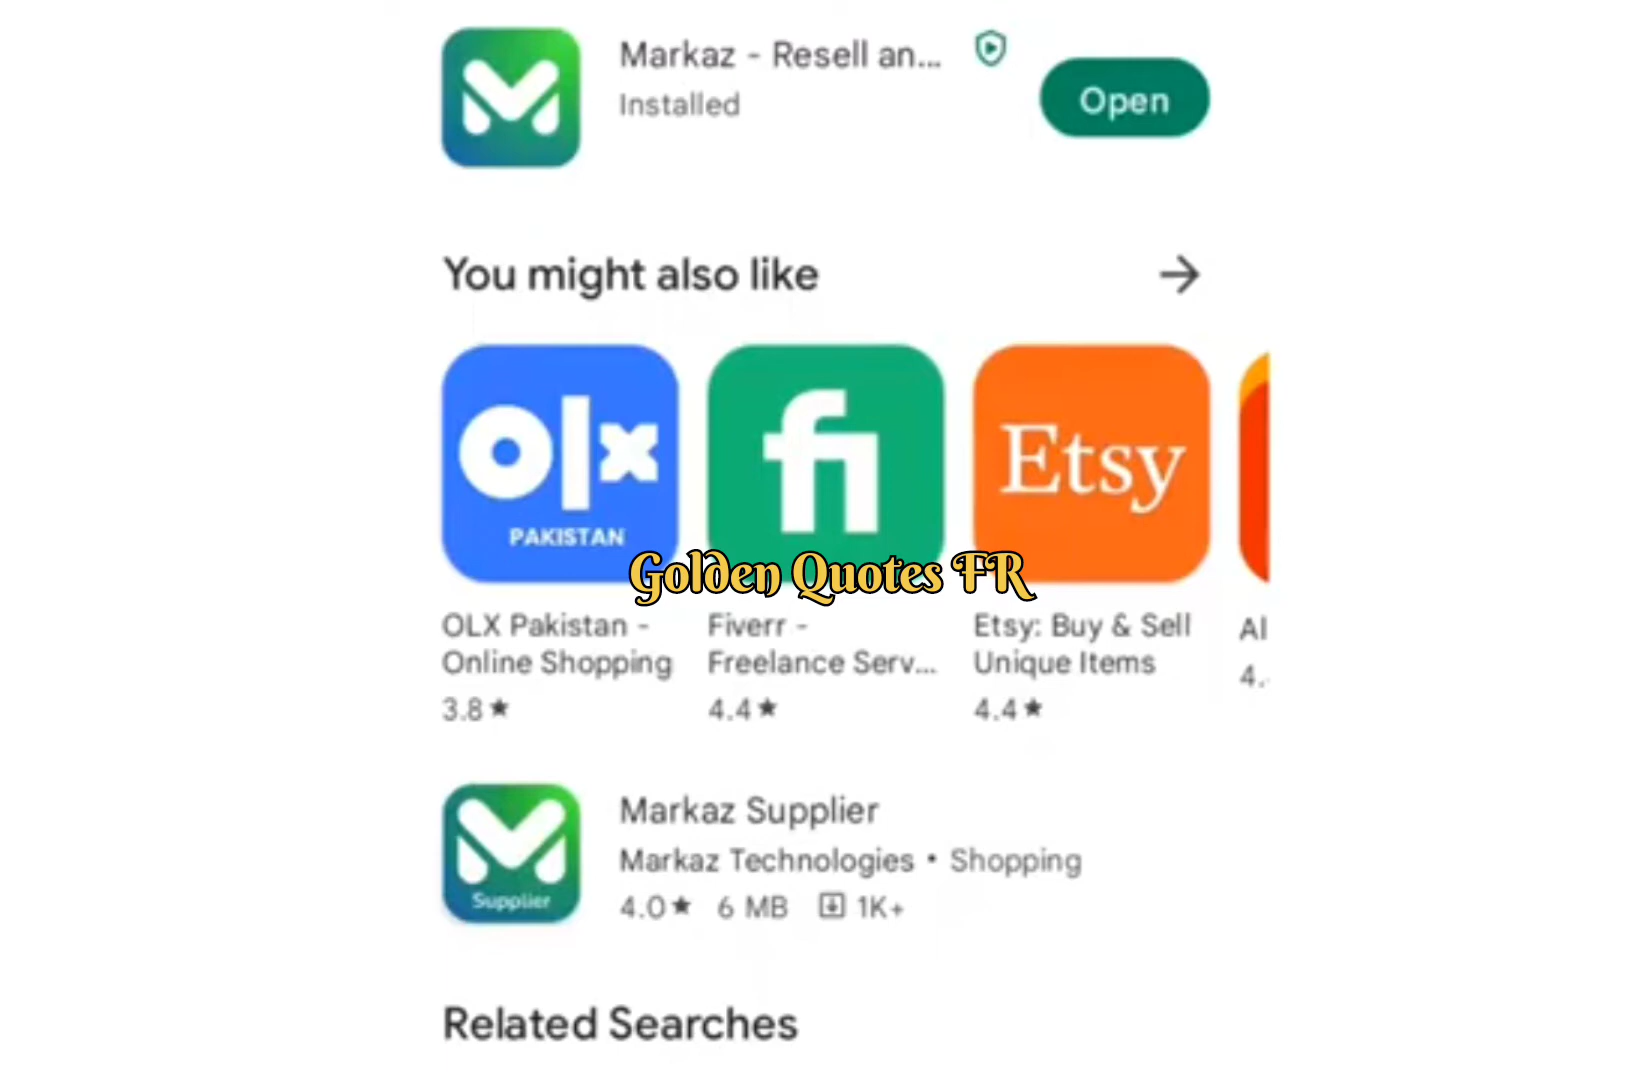 Markaz - Resell an...
Installed
Open
You might also like
olx
PAKISTAN
fi
Etsy
Golden Quotes FR
OLX Pakistan -
Online Shopping
3.8★
Fiverr -
Freelance Serv...
4.4★
Etsy: Buy & Sell
Unique Items
4.4★
Al
4.
Supplier
Markaz Supplier
Markaz Technologies • Shopping
4.0★ 6 MB 1K+
Related Searches